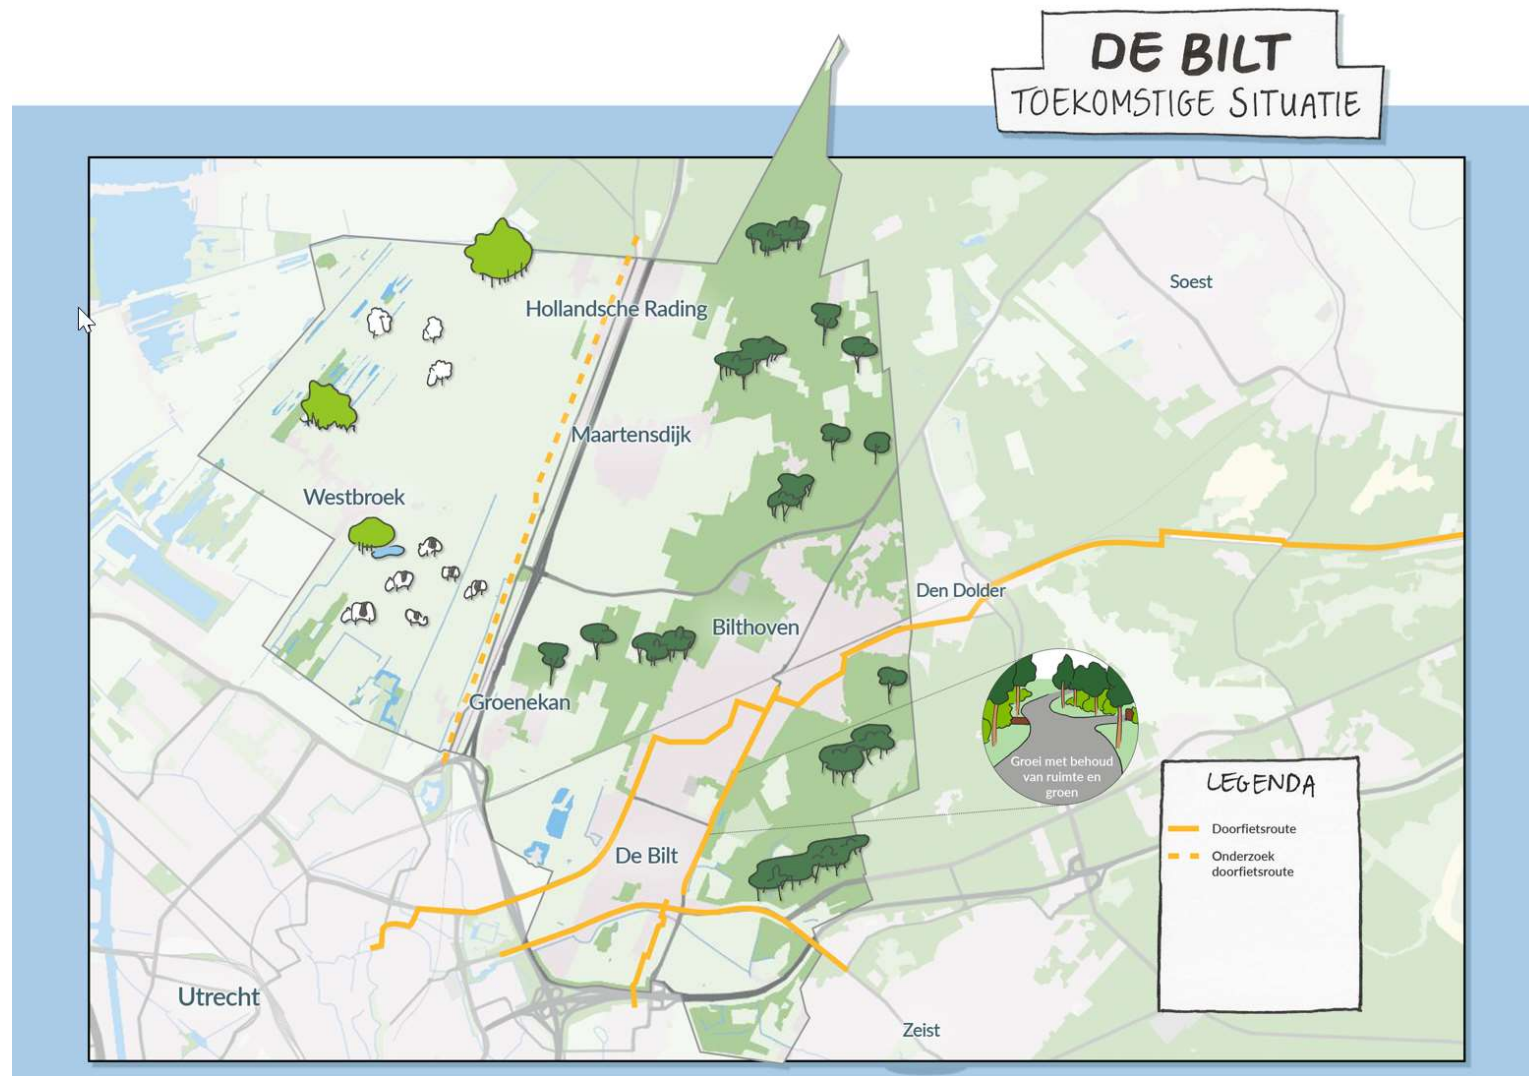 DE BILT
TOEKOMSTIGE SITUATIE
Soest
Hollandsche Rading
Maartensdijk
Westbroek
Den Dolder
Bilthoven
Groenekan
Groei met behoud
van ruimte en
groen
LEGENDA
Doorfietsroute
Onderzoek
doorfietsroute
De Bilt
Utrecht
Zeist